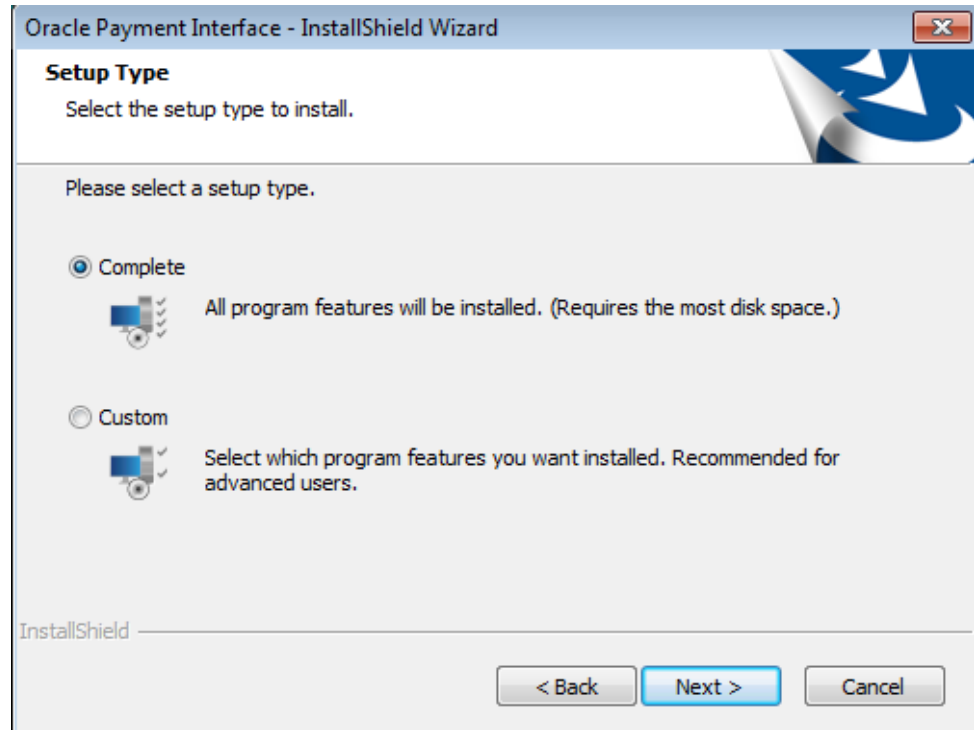 Oracle Payment Interface - InstallShield Wizard
Setup Type
Select the setup type to install.
Please select a setup type.
Complete
All program features will be installed. (Requires the most disk space.)
Custom
Select which program features you want installed. Recommended for
advanced users.
InstallShield
< Back
Next >
Cancel